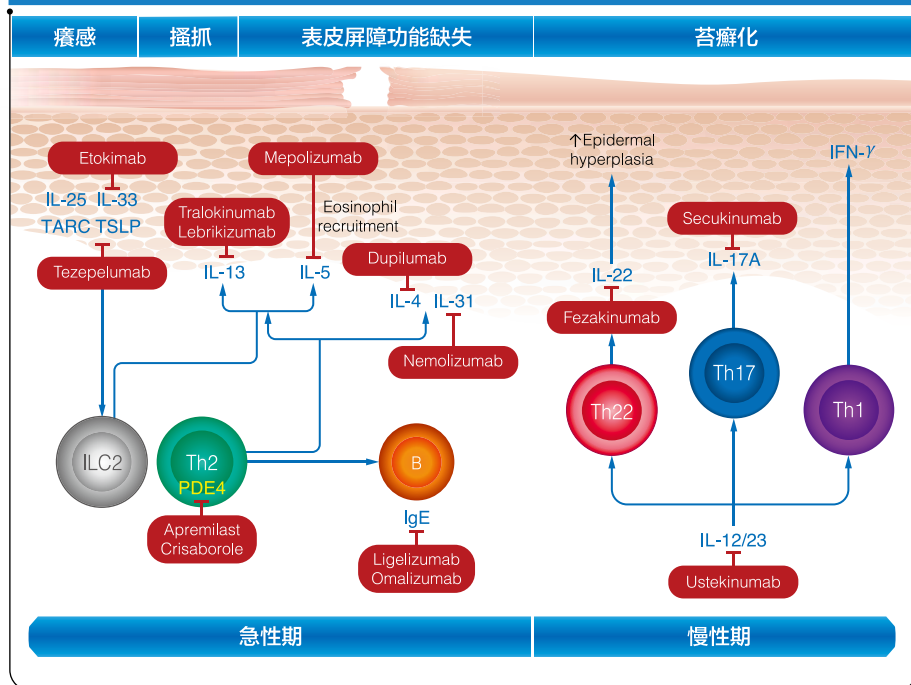 瘙感
搔抓
表皮屏障功能缺失
苔癣化
↑Epidermal
hyperplasia
IFN-γ
Etokimab
Mepolizumab
IL-25 IL-33
TARC TSLP
Tralokinumab
Lebrikizumab
Eosinophil
recruitment
Secukinumab
Tezepelumab
IL-13
IL-5
Dupilumab
IL-22
IL-17A
IL-4 IL-31
Fezakinumab
Nemolizumab
Th17
Th22
Th1
ILC2
Th2
PDE4
B
Apremilast
Crisaborole
IgE
Ligelizumab
Omalizumab
IL-12/23
Ustekinumab
急性期
慢性期